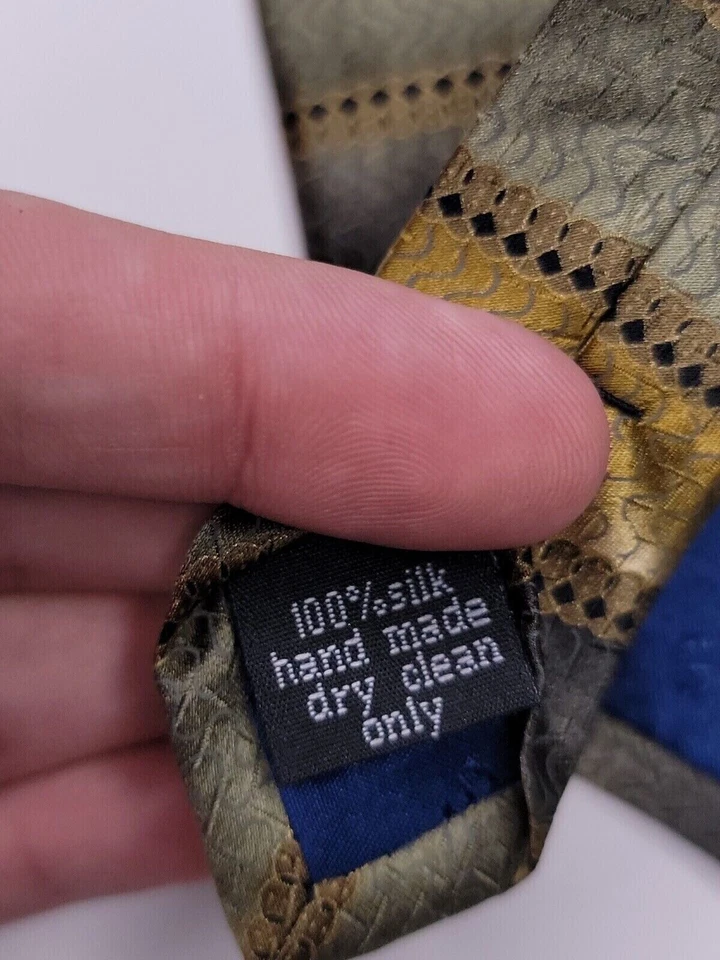 100% silk
hand made
dry clean
only